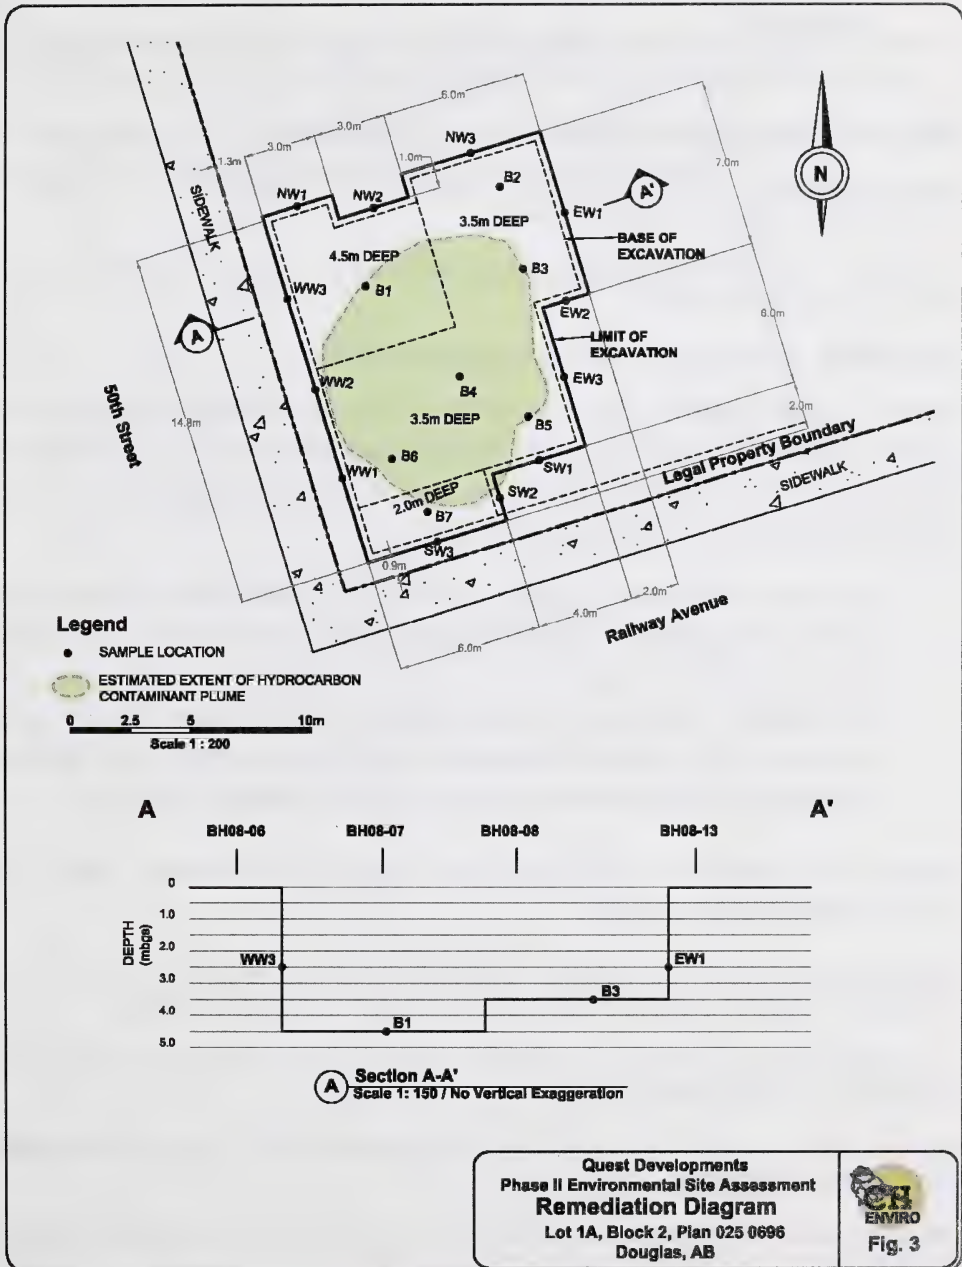 6.0m
3.0m
3.0m
1.3m
1.0m
NW3
NW1
NW2
B2
7.0m
N
A'
SIDEWALK
3.5m DEEP
EW1
4.5m DEEP
BASE OF
EXCAVATION
B3
B1
WW3
EW2
A
LIMIT OF
EXCAVATION
6.0m
WW2
EW3
B4
50th Street
14.8m
3.5m DEEP
B5
2.0m
B6
SW1
Legal Property Boundary
WW1
2.0m DEEP
SW2
SIDEWALK
B7
SW3
0.9m
2.0m
4.0m
6.0m
Railway Avenue
Legend
SAMPLE LOCATION
ESTIMATED EXTENT OF HYDROCARBON
CONTAMINANT PLUME
0 2.5 5 10m
Scale 1 : 200
A A'
BH08-06 BH08-07 BH08-08 BH08-13
0
1.0
2.0
3.0
4.0
5.0
DEPTH
(mbgs)
WW3
EW1
B3
B1
A
Section A-A'
Scale 1: 150 / No Vertical Exaggeration
Quest Developments
Phase II Environmental Site Assessment
Remediation Diagram
Lot 1A, Block 2, Plan 025 0696
Douglas, AB
CH
ENVIRO
Fig. 3